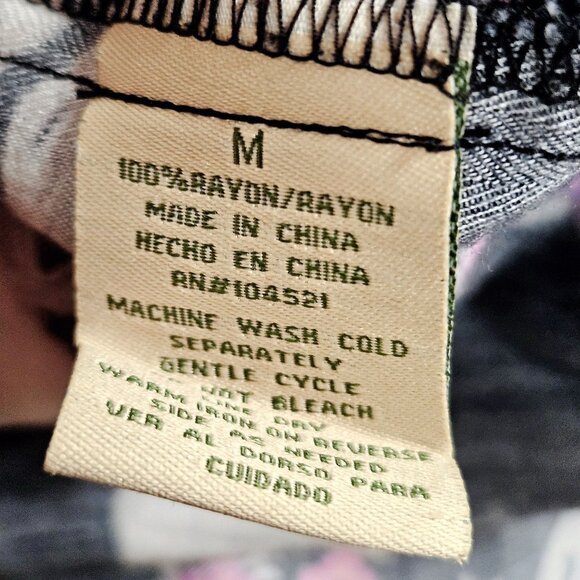 M
100%RAYON/RAYON
MADE IN CHINA
HECHO EN CHINA
RN#104521
MACHINE WASH COLD
SEPARATELY
GENTLE CYCLE
NOT BLEACH
LINE DRY
WARM IRON ON REVERSE
SIDE AS NEEDED
VER AL DORSO PARA
CUIDADO